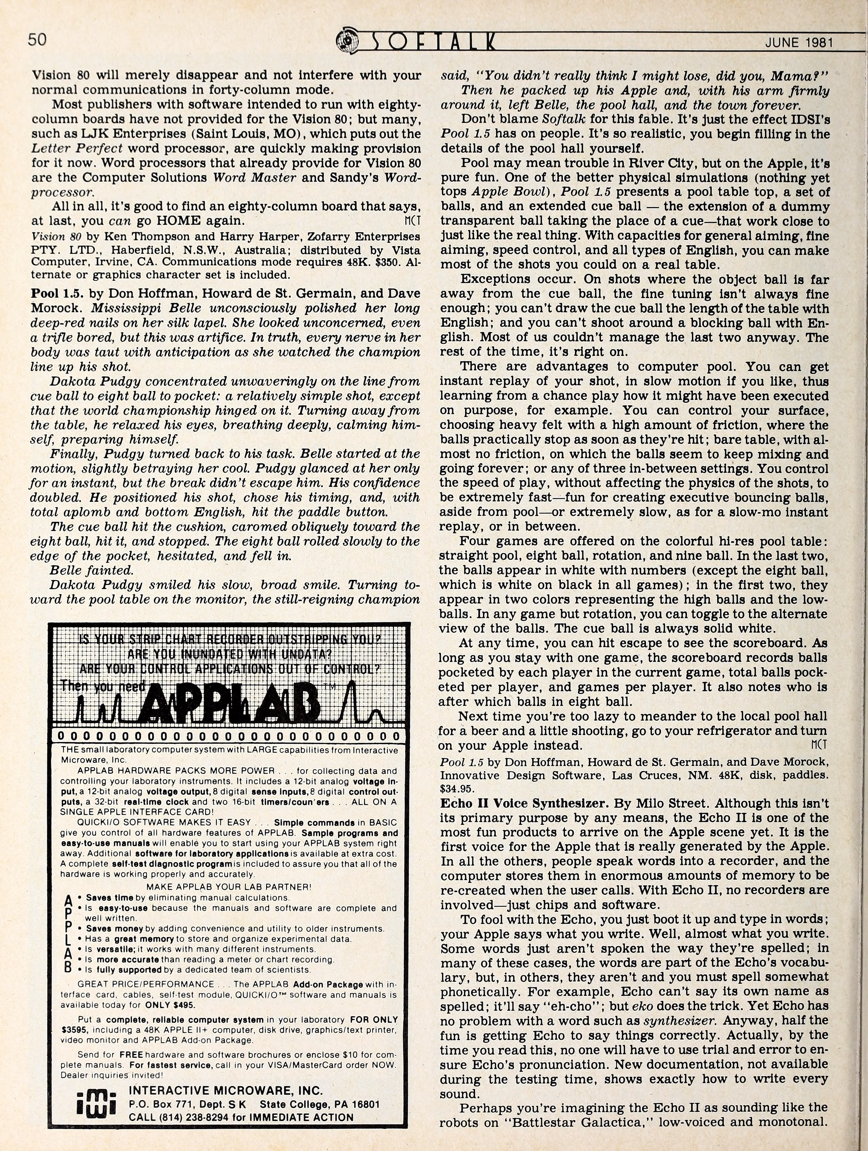 50
SOFTALK
JUNE 1981
Vision 80 will merely disappear and not interfere with your
normal communications in forty-column mode.
Most publishers with software intended to run with eighty-
column boards have not provided for the Vision 80; but many,
such as LJK Enterprises (Saint Louis, MO), which puts out the
Letter Perfect word processor, are quickly making provision
for it now. Word processors that already provide for Vision 80
are the Computer Solutions Word Master and Sandy's Word-
processor.
All in all, it's good to find an eighty-column board that says,
at last, you can go HOME again. MCT
Vision 80 by Ken Thompson and Harry Harper, Zofarry Enterprises
PTY. LTD., Haberfield, N.S.W., Australia; distributed by Vista
Computer, Irvine, CA. Communications mode requires 48K. $350. Al-
ternate or graphics character set is included.
Pool 1.5. by Don Hoffman, Howard de St. Germain, and Dave
Morock. Mississippi Belle unconsciously polished her long
deep-red nails on her silk lapel. She looked unconcerned, even
a trifle bored, but this was artifice. In truth, every nerve in her
body was taut with anticipation as she watched the champion
line up his shot.
Dakota Pudgy concentrated unwaveringly on the line from
cue ball to eight ball to pocket: a relatively simple shot, except
that the world championship hinged on it. Turning away from
the table, he relaxed his eyes, breathing deeply, calming him-
self, preparing himself.
Finally, Pudgy turned back to his task. Belle started at the
motion, slightly betraying her cool. Pudgy glanced at her only
for an instant, but the break didn't escape him. His confidence
doubled. He positioned his shot, chose his timing, and, with
total aplomb and bottom English, hit the paddle button.
The cue ball hit the cushion, caromed obliquely toward the
eight ball, hit it, and stopped. The eight ball rolled slowly to the
edge of the pocket, hesitated, and fell in.
Belle fainted.
Dakota Pudgy smiled his slow, broad smile. Turning to-
ward the pool table on the monitor, the still-reigning champion
IS YOUR STRIP CHART RECORDER OUTSTRIPPING YOU?
ARE YOU INUNDATED WITH UNDATA?
ARE YOUR CONTROL APPLICATIONS OUT OF CONTROL?
Then you need APPLAB™
THE small laboratory computer system with LARGE capabilities from Interactive
Microware, Inc.
APPLAB HARDWARE PACKS MORE POWER . . . for collecting data and
controlling your laboratory instruments. It includes a 12-bit analog voltage in-
put, a 12-bit analog voltage output, 8 digital sense inputs, 8 digital control out-
puts, a 32-bit real-time clock and two 16-bit timers/coun'ers . . . ALL ON A
SINGLE APPLE INTERFACE CARD!
QUICKI/O SOFTWARE MAKES IT EASY . . . Simple commands in BASIC
give you control of all hardware features of APPLAB. Sample programs and
easy-to-use manuals will enable you to start using your APPLAB system right
away. Additional software for laboratory applications is available at extra cost.
A complete self-test diagnostic program is included to assure you that all of the
hardware is working properly and accurately.
MAKE APPLAB YOUR LAB PARTNER!
A • Saves time by eliminating manual calculations.
P • Is easy-to-use because the manuals and software are complete and
well written.
P • Saves money by adding convenience and utility to older instruments.
L • Has a great memory to store and organize experimental data.
A • Is versatile; it works with many different instruments.
• Is more accurate than reading a meter or chart recording.
B • Is fully supported by a dedicated team of scientists.
GREAT PRICE/PERFORMANCE . . . The APPLAB Add-on Package with in-
terface card, cables, self-test module, QUICKI/O™ software and manuals is
available today for ONLY $495.
Put a complete, reliable computer system in your laboratory FOR ONLY
$3595, including a 48K APPLE II+ computer, disk drive, graphics/text printer,
video monitor and APPLAB Add-on Package.
Send for FREE hardware and software brochures or enclose $10 for com-
plete manuals. For fastest service, call in your VISA/MasterCard order NOW.
Dealer inquiries invited!
imi
iwi
INTERACTIVE MICROWARE, INC.
P.O. Box 771, Dept. S K State College, PA 16801
CALL (814) 238-8294 for IMMEDIATE ACTION
said, "You didn't really think I might lose, did you, Mama?"
Then he packed up his Apple and, with his arm firmly
around it, left Belle, the pool hall, and the town forever.
Don't blame Softalk for this fable. It's just the effect IDSI's
Pool 1.5 has on people. It's so realistic, you begin filling in the
details of the pool hall yourself.
Pool may mean trouble in River City, but on the Apple, it's
pure fun. One of the better physical simulations (nothing yet
tops Apple Bowl), Pool 1.5 presents a pool table top, a set of
balls, and an extended cue ball — the extension of a dummy
transparent ball taking the place of a cue—that work close to
just like the real thing. With capacities for general aiming, fine
aiming, speed control, and all types of English, you can make
most of the shots you could on a real table.
Exceptions occur. On shots where the object ball is far
away from the cue ball, the fine tuning isn't always fine
enough; you can't draw the cue ball the length of the table with
English; and you can't shoot around a blocking ball with En-
glish. Most of us couldn't manage the last two anyway. The
rest of the time, it's right on.
There are advantages to computer pool. You can get
instant replay of your shot, in slow motion if you like, thus
learning from a chance play how it might have been executed
on purpose, for example. You can control your surface,
choosing heavy felt with a high amount of friction, where the
balls practically stop as soon as they're hit; bare table, with al-
most no friction, on which the balls seem to keep mixing and
going forever; or any of three in-between settings. You control
the speed of play, without affecting the physics of the shots, to
be extremely fast—fun for creating executive bouncing balls,
aside from pool—or extremely slow, as for a slow-mo instant
replay, or in between.
Four games are offered on the colorful hi-res pool table:
straight pool, eight ball, rotation, and nine ball. In the last two,
the balls appear in white with numbers (except the eight ball,
which is white on black in all games); in the first two, they
appear in two colors representing the high balls and the low-
balls. In any game but rotation, you can toggle to the alternate
view of the balls. The cue ball is always solid white.
At any time, you can hit escape to see the scoreboard. As
long as you stay with one game, the scoreboard records balls
pocketed by each player in the current game, total balls pock-
eted per player, and games per player. It also notes who is
after which balls in eight ball.
Next time you're too lazy to meander to the local pool hall
for a beer and a little shooting, go to your refrigerator and turn
on your Apple instead. MCT
Pool 1.5 by Don Hoffman, Howard de St. Germain, and Dave Morock,
Innovative Design Software, Las Cruces, NM. 48K, disk, paddles.
$34.95.
Echo II Voice Synthesizer. By Milo Street. Although this isn't
its primary purpose by any means, the Echo II is one of the
most fun products to arrive on the Apple scene yet. It is the
first voice for the Apple that is really generated by the Apple.
In all the others, people speak words into a recorder, and the
computer stores them in enormous amounts of memory to be
re-created when the user calls. With Echo II, no recorders are
involved—just chips and software.
To fool with the Echo, you just boot it up and type in words;
your Apple says what you write. Well, almost what you write.
Some words just aren't spoken the way they're spelled; in
many of these cases, the words are part of the Echo's vocabu-
lary, but, in others, they aren't and you must spell somewhat
phonetically. For example, Echo can't say its own name as
spelled; it'll say "eh-cho"; but eko does the trick. Yet Echo has
no problem with a word such as synthesizer. Anyway, half the
fun is getting Echo to say things correctly. Actually, by the
time you read this, no one will have to use trial and error to en-
sure Echo's pronunciation. New documentation, not available
during the testing time, shows exactly how to write every
sound.
Perhaps you're imagining the Echo II as sounding like the
robots on "Battlestar Galactica," low-voiced and monotonal.